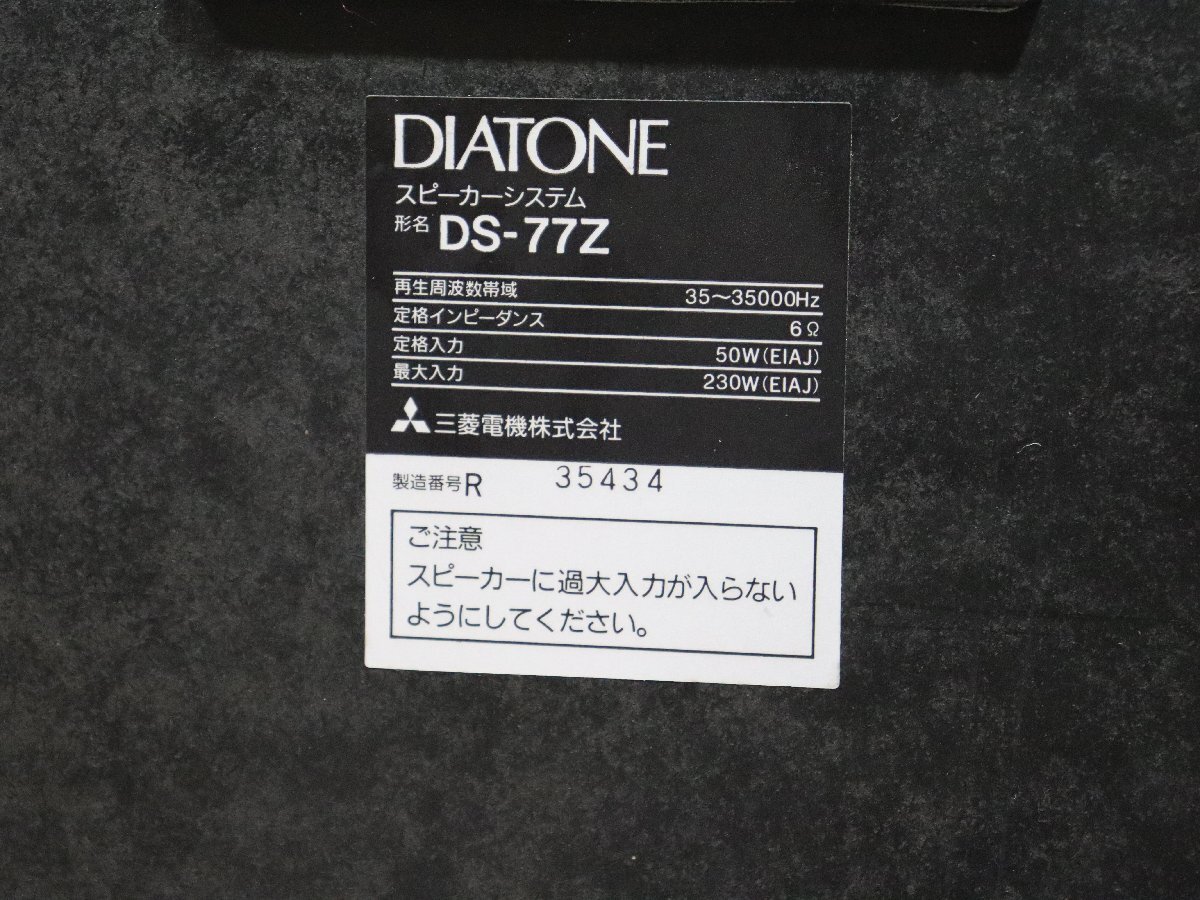 DIATONE
スピーカーシステム
形名 DS-77Z
再生周波数帯域 35〜35000Hz
定格インピーダンス 6Ω
定格入力 50W(EIAJ)
最大入力 230W(EIAJ)
三菱電機株式会社
製造番号 R 35434
ご注意
スピーカーに過大入力が入らない
ようにしてください。